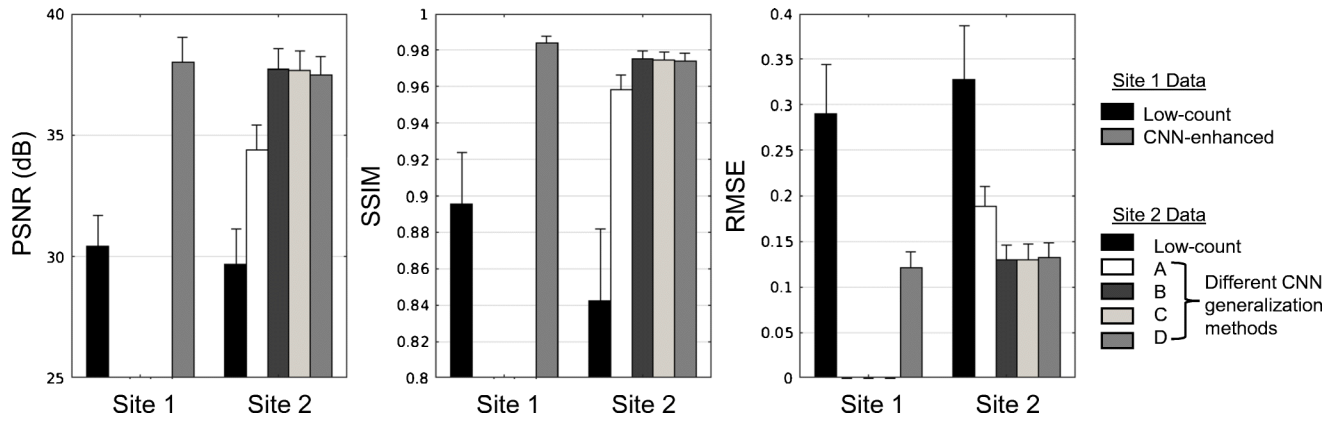 PSNR (dB)
40
35
30
25
Site 1
Site 2
SSIM
1
0.98
0.96
0.94
0.92
0.9
0.88
0.86
0.84
0.82
0.8
Site 1
Site 2
RMSE
0.4
0.35
0.3
0.25
0.2
0.15
0.1
0.05
0
Site 1
Site 2
Site 1 Data
Low-count
CNN-enhanced
Site 2 Data
Low-count
A
B
C
D
Different CNN
generalization
methods